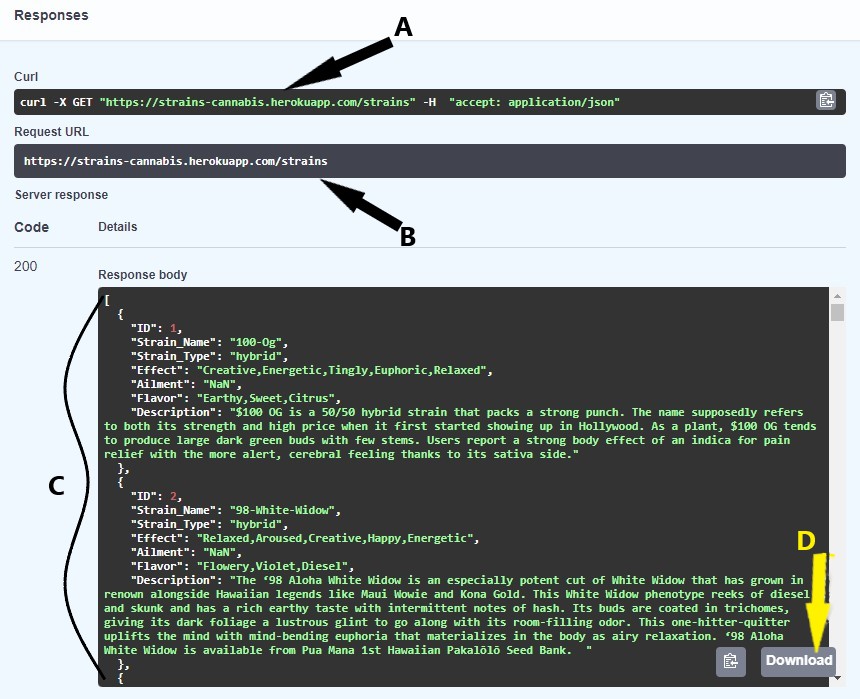 Responses
A
Curl
curl -X GET "https://strains-cannabis.herokuapp.com/strains" -H  "accept: application/json"
Request URL
https://strains-cannabis.herokuapp.com/strains
Server response
B
Code
Details
200
Response body
[
  {
    "ID": 1,
    "Strain_Name": "100-Og",
    "Strain_Type": "hybrid",
    "Effect": "Creative,Energetic,Tingly,Euphoric,Relaxed",
    "Ailment": "NaN",
    "Flavor": "Earthy,Sweet,Citrus",
    "Description": "$100 OG is a 50/50 hybrid strain that packs a strong punch. The name supposedly refers
to both its strength and high price when it first started showing up in Hollywood. As a plant, $100 OG tends
to produce large dark green buds with few stems. Users report a strong body effect of an indica for pain
relief with the more alert, cerebral feeling thanks to its sativa side."
  },
  {
C
    "ID": 2,
    "Strain_Name": "98-White-Widow",
    "Strain_Type": "hybrid",
    "Effect": "Relaxed,Aroused,Creative,Happy,Energetic",
    "Ailment": "NaN",
    "Flavor": "Flowery,Violet,Diesel",
D
    "Description": "The ‘98 Aloha White Widow is an especially potent cut of White Widow that has grown in
renown alongside Hawaiian legends like Maui Wowie and Kona Gold. This White Widow phenotype reeks of diesel
and skunk and has a rich earthy taste with intermittent notes of hash. Its buds are coated in trichomes,
giving its dark foliage a lustrous glint to go along with its room-filling odor. This one-hitter-quitter
uplifts the mind with mind-bending euphoria that materializes in the body as airy relaxation. ‘98 Aloha
White Widow is available from Pua Mana 1st Hawaiian Pakalōlō Seed Bank.  "
  },
  {
Download